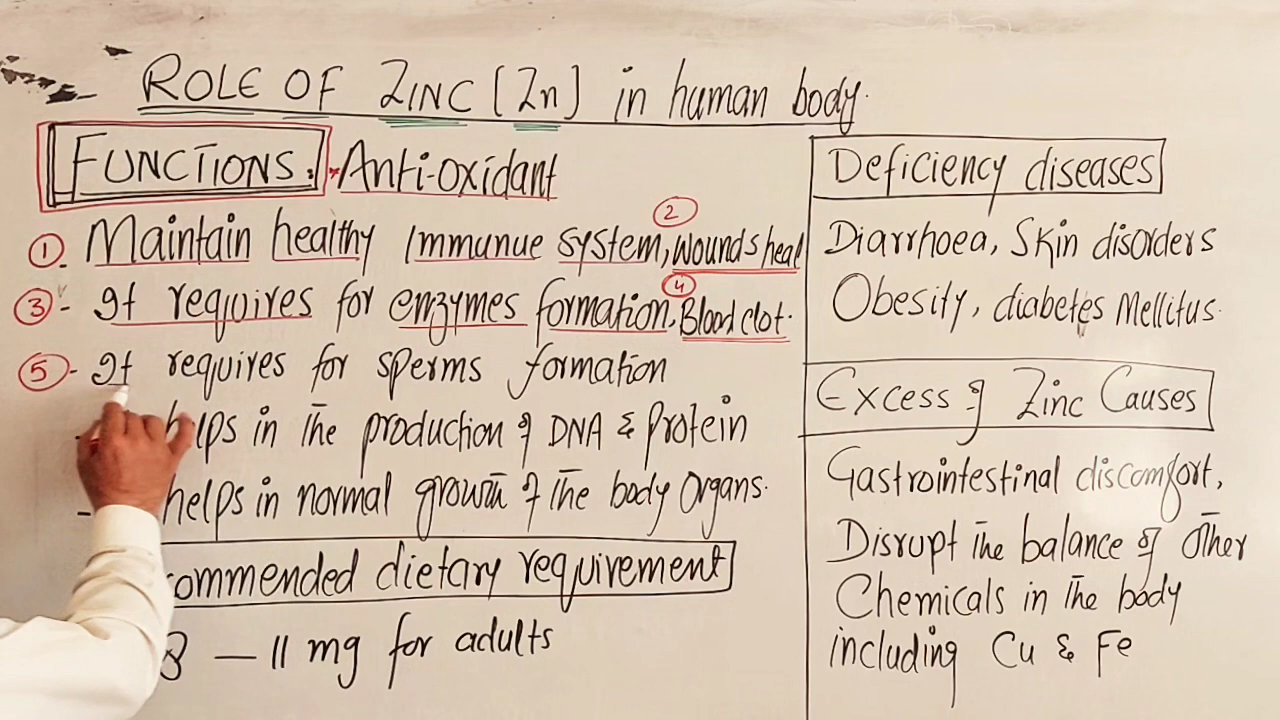 ROLE OF ZINC (Zn) in human body.
FUNCTIONS: *Anti-oxidant
① Maintain healthy Immunue system, ② wounds heal
③ - It requires for enzymes formation, ④ Blood clot.
⑤ - It requires for sperms formation
helps in the production of DNA & Protein
- helps in normal growth of the body Organs.
ommended dietary requirement
8 — 11 mg for adults
Deficiency diseases
Diarrhoea, Skin disorders
Obesity, diabetes Mellitus.
Excess of Zinc Causes
Gastrointestinal discomfort,
Disrupt the balance of Other
Chemicals in the body
including Cu & Fe